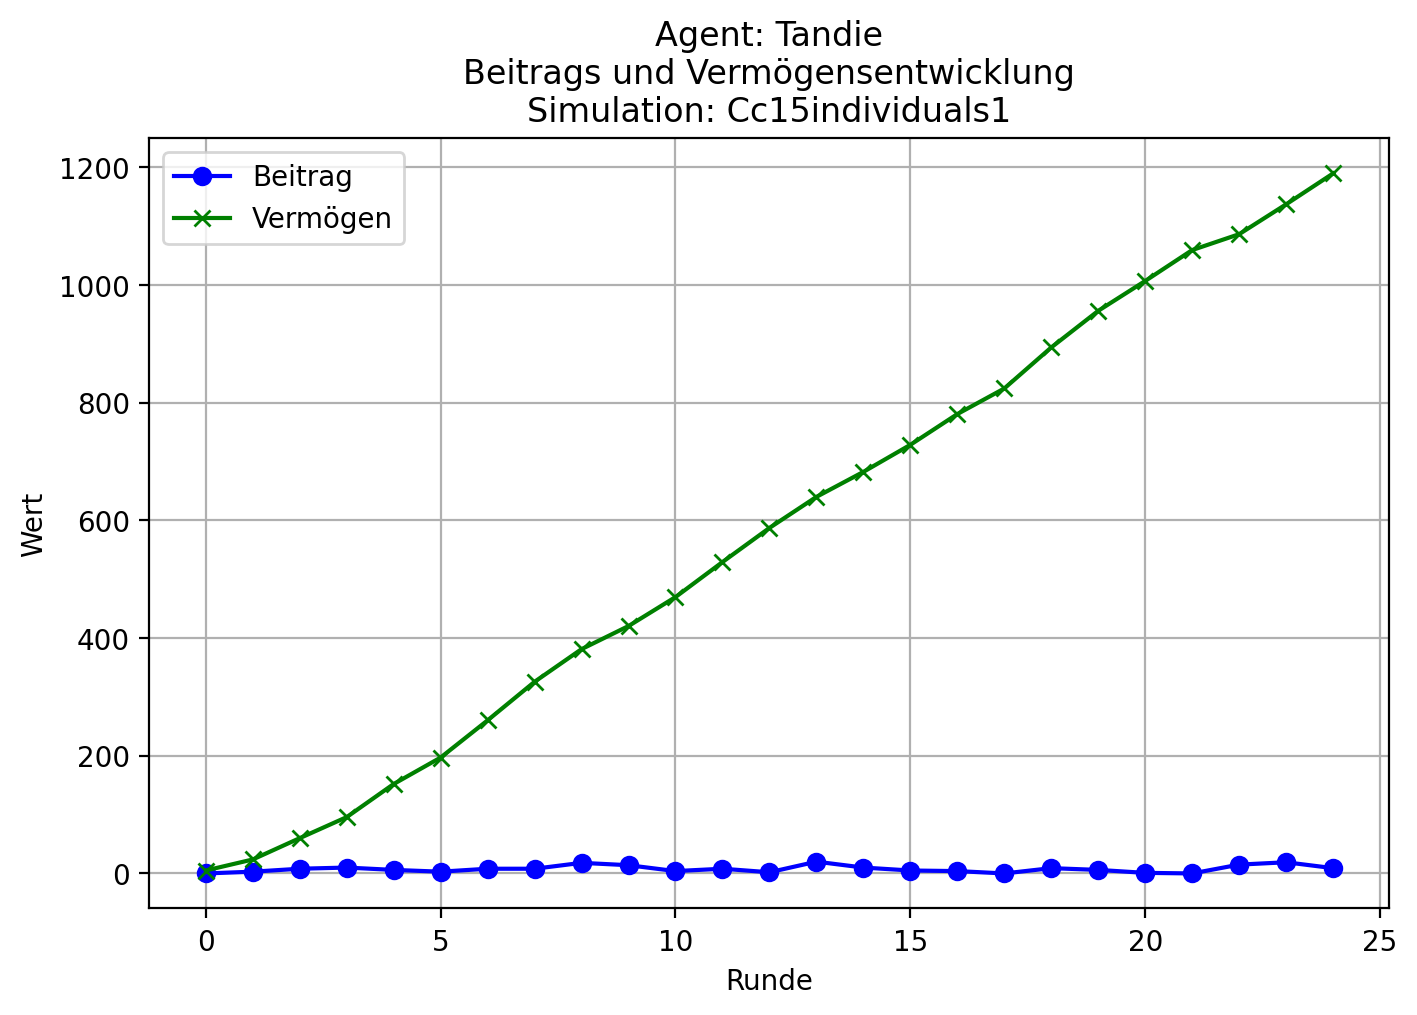 Agent: Tandie
Beitrags und Vermögensentwicklung
Simulation: Cc15individuals1
Beitrag
Vermögen
1200
1000
800
600
400
200
0
Wert
0 5 10 15 20 25
Runde